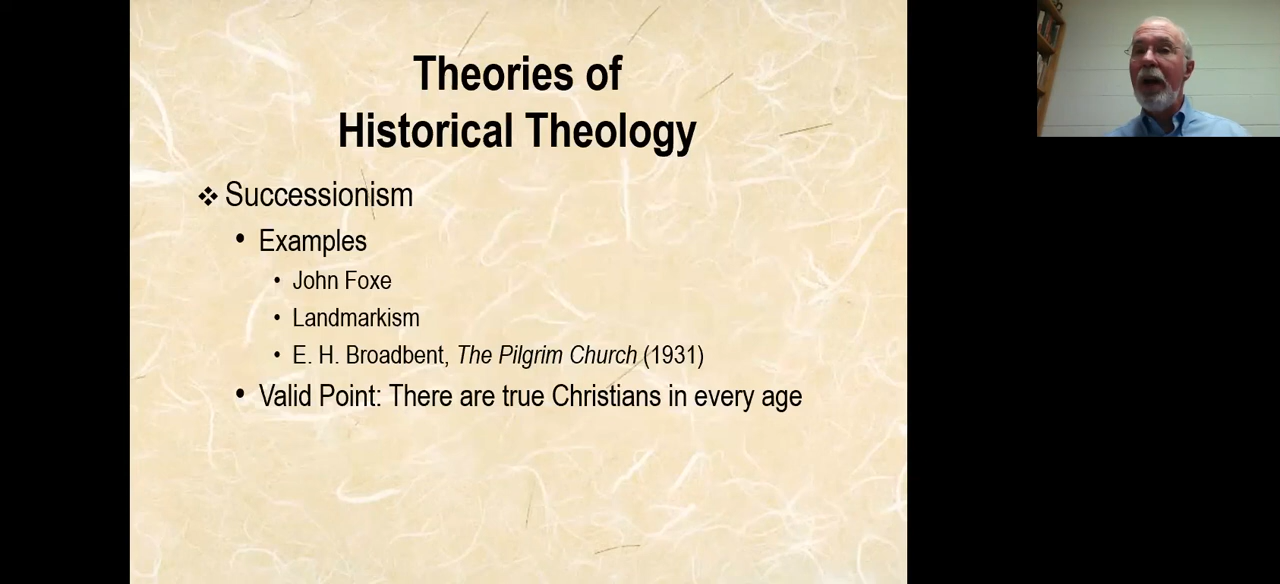 Theories of
Historical Theology
❖ Successionism
• Examples
• John Foxe
• Landmarkism
• E. H. Broadbent, The Pilgrim Church (1931)
• Valid Point: There are true Christians in every age